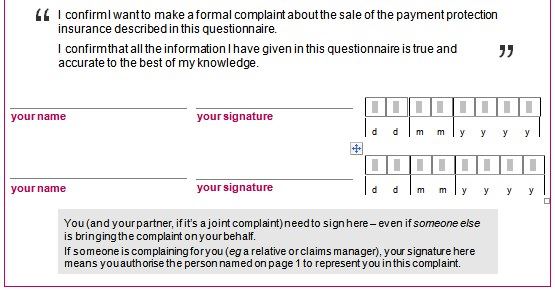 “ I confirm I want to make a formal complaint about the sale of the payment protection
insurance described in this questionnaire.
I confirm that all the information I have given in this questionnaire is true and
accurate to the best of my knowledge. ”
your name your signature d d m m y y y y
your name your signature d d m m y y y y
You (and your partner, if it’s a joint complaint) need to sign here – even if someone else
is bringing the complaint on your behalf.
If someone is complaining for you (eg a relative or claims manager), your signature here
means you authorise the person named on page 1 to represent you in this complaint.